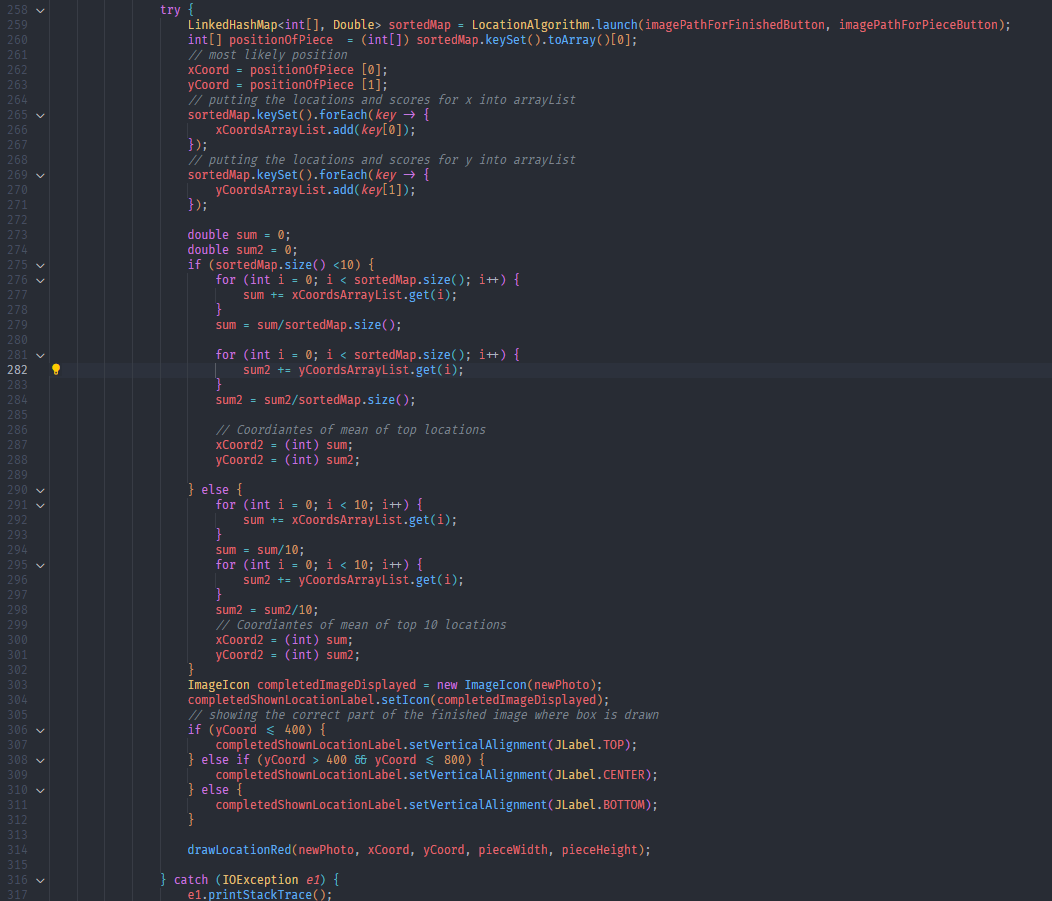 258 try {
259 LinkedHashMap<int[], Double> sortedMap = LocationAlgorithm.launch(imagePathForFinishedButton, imagePathForPieceButton);
260 int[] positionOfPiece  = (int[]) sortedMap.keySet().toArray()[0];
261 // most likely position
262 xCoord = positionOfPiece [0];
263 yCoord = positionOfPiece [1];
264 // putting the locations and scores for x into arrayList
265 sortedMap.keySet().forEach(key -> {
266 xCoordsArrayList.add(key[0]);
267 });
268 // putting the locations and scores for y into arrayList
269 sortedMap.keySet().forEach(key -> {
270 yCoordsArrayList.add(key[1]);
271 });
272
273 double sum = 0;
274 double sum2 = 0;
275 if (sortedMap.size() <10) {
276 for (int i = 0; i < sortedMap.size(); i++) {
277 sum += xCoordsArrayList.get(i);
278 }
279 sum = sum/sortedMap.size();
280
281 for (int i = 0; i < sortedMap.size(); i++) {
282 sum2 += yCoordsArrayList.get(i);
283 }
284 sum2 = sum2/sortedMap.size();
285
286 // Coordiantes of mean of top locations
287 xCoord2 = (int) sum;
288 yCoord2 = (int) sum2;
289
290 } else {
291 for (int i = 0; i < 10; i++) {
292 sum += xCoordsArrayList.get(i);
293 }
294 sum = sum/10;
295 for (int i = 0; i < 10; i++) {
296 sum2 += yCoordsArrayList.get(i);
297 }
298 sum2 = sum2/10;
299 // Coordiantes of mean of top 10 locations
300 xCoord2 = (int) sum;
301 yCoord2 = (int) sum2;
302 }
303 ImageIcon completedImageDisplayed = new ImageIcon(newPhoto);
304 completedShownLocationLabel.setIcon(completedImageDisplayed);
305 // showing the correct part of the finished image where box is drawn
306 if (yCoord <= 400) {
307 completedShownLocationLabel.setVerticalAlignment(JLabel.TOP);
308 } else if (yCoord > 400 && yCoord <= 800) {
309 completedShownLocationLabel.setVerticalAlignment(JLabel.CENTER);
310 } else {
311 completedShownLocationLabel.setVerticalAlignment(JLabel.BOTTOM);
312 }
313
314 drawLocationRed(newPhoto, xCoord, yCoord, pieceWidth, pieceHeight);
315
316 } catch (IOException e1) {
317 e1.printStackTrace();